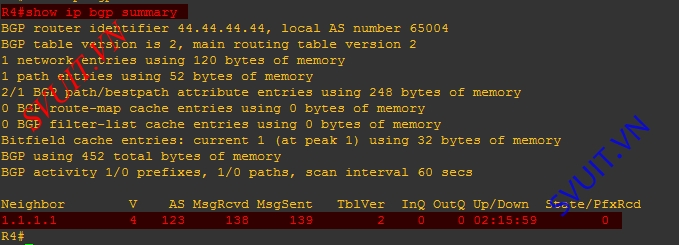 R4#show ip bgp summary
BGP router identifier 44.44.44.44, local AS number 65004
BGP table version is 2, main routing table version 2
1 network entries using 120 bytes of memory
1 path entries using 52 bytes of memory
2/1 BGP path/bestpath attribute entries using 248 bytes of memory
0 BGP route-map cache entries using 0 bytes of memory
0 BGP filter-list cache entries using 0 bytes of memory
Bitfield cache entries: current 1 (at peak 1) using 32 bytes of memory
BGP using 452 total bytes of memory
BGP activity 1/0 prefixes, 1/0 paths, scan interval 60 secs
Neighbor V AS MsgRcvd MsgSent TblVer InQ OutQ Up/Down State/PfxRcd
1.1.1.1 4 123 138 139 2 0 0 02:15:59 0
R4#
SVUIT.VN
SVUIT.VN